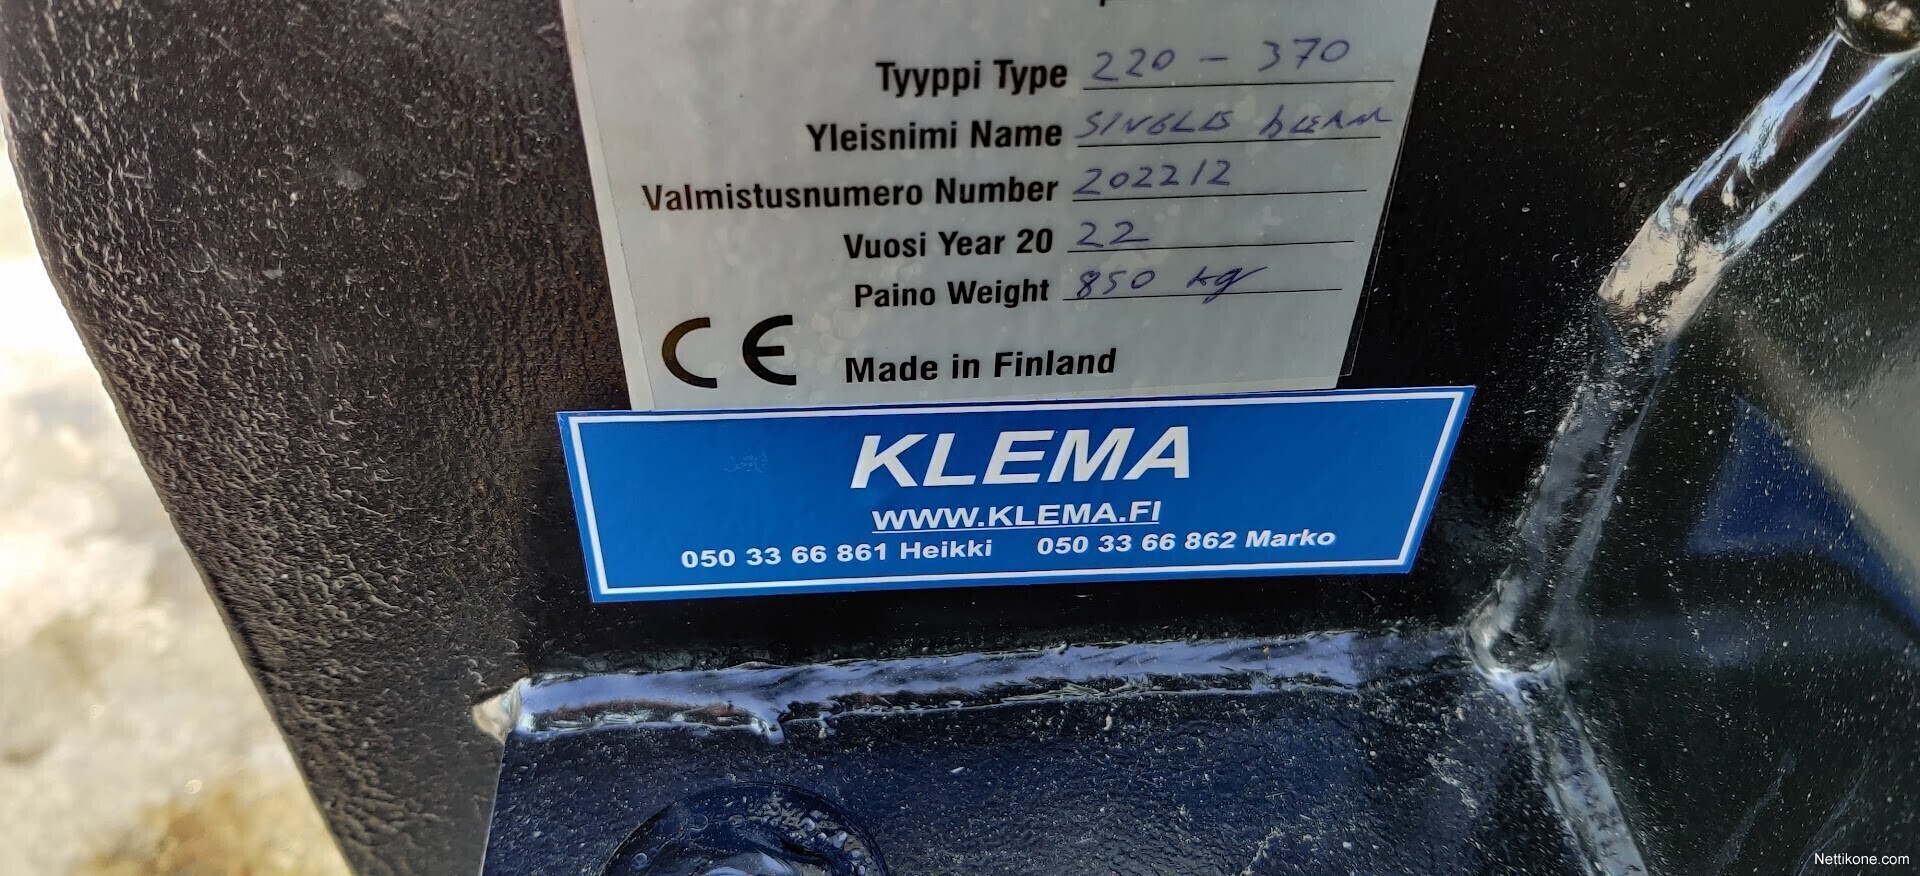 Tyyppi Type 220 - 370
Yleisnimi Name
Valmistusnumero Number 202212
Vuosi Year 20 22
Paino Weight 850 kg
CE Made in Finland
KLEMA
WWW.KLEMA.FI
050 33 66 861 Heikki 050 33 66 862 Marko
Nettikone.com